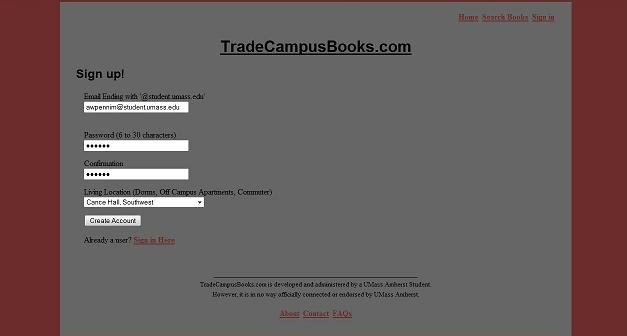 Home Search Books Sign in
TradeCampusBooks.com
Sign up!
Email Ending with '@student.umass.edu'
awpennim@student.umass.edu
Password (6 to 30 characters)
••••••
Confirmation
••••••
Living Location (Dorms, Off Campus Apartments, Commuter)
Cance Hall, Southwest
Create Account
Already a user? Sign in Here
TradeCampusBooks.com is developed and administered by a UMass Amherst Student.
However, it is in no way officially connected or endorsed by UMass Amherst.
About Contact FAQs